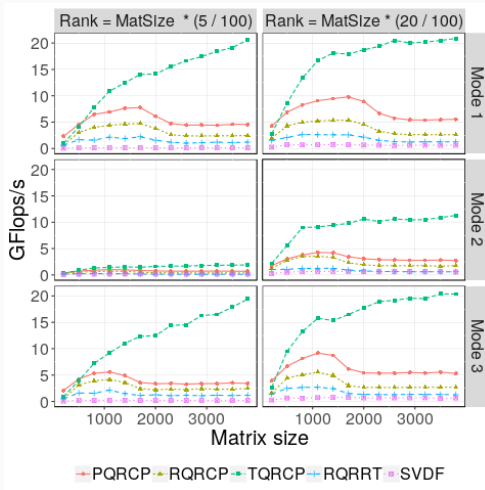 Rank = MatSize * (5 / 100)
Rank = MatSize * (20 / 100)
20
15
10
5
0
Mode 1
20
15
10
5
0
Mode 2
20
15
10
5
0
Mode 3
GFlops/s
1000 2000 3000
1000 2000 3000
Matrix size
PQRCP RQRCP TQRCP RQRRT SVDF